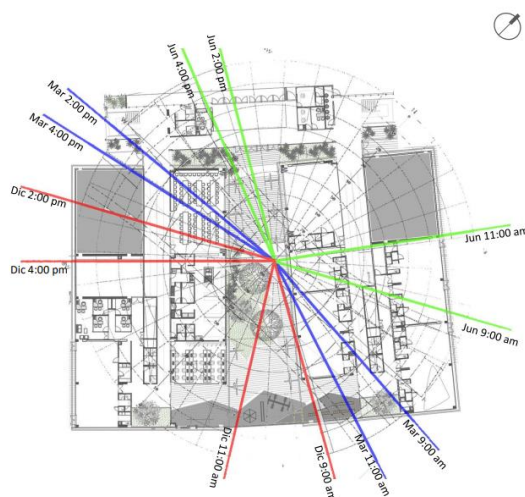 Jun 2:00 pm
Jun 4:00 pm
Mar 2:00 pm
Mar 4:00 pm
Dic 2:00 pm
Dic 4:00 pm
Jun 11:00 am
Jun 9:00 am
Mar 9:00 am
Mar 11:00 am
Dic 9:00 am
Dic 11:00 am